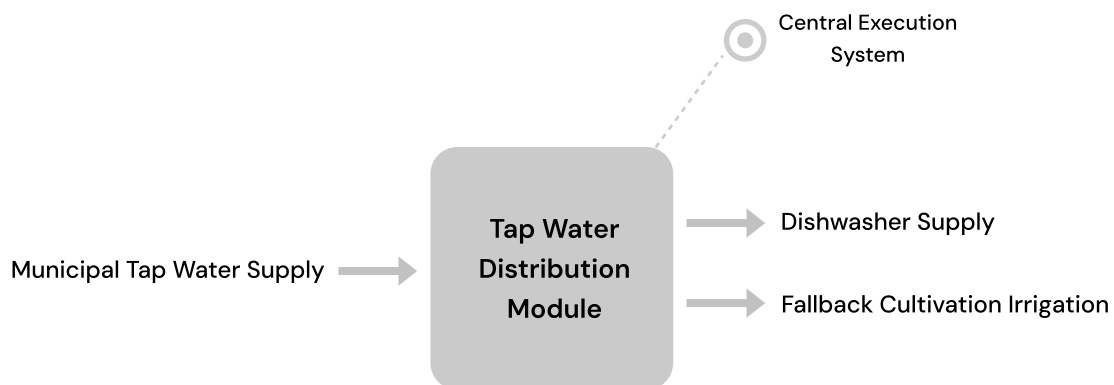 Central Execution
System
Tap Water
Distribution
Module
Municipal Tap Water Supply
Dishwasher Supply
Fallback Cultivation Irrigation